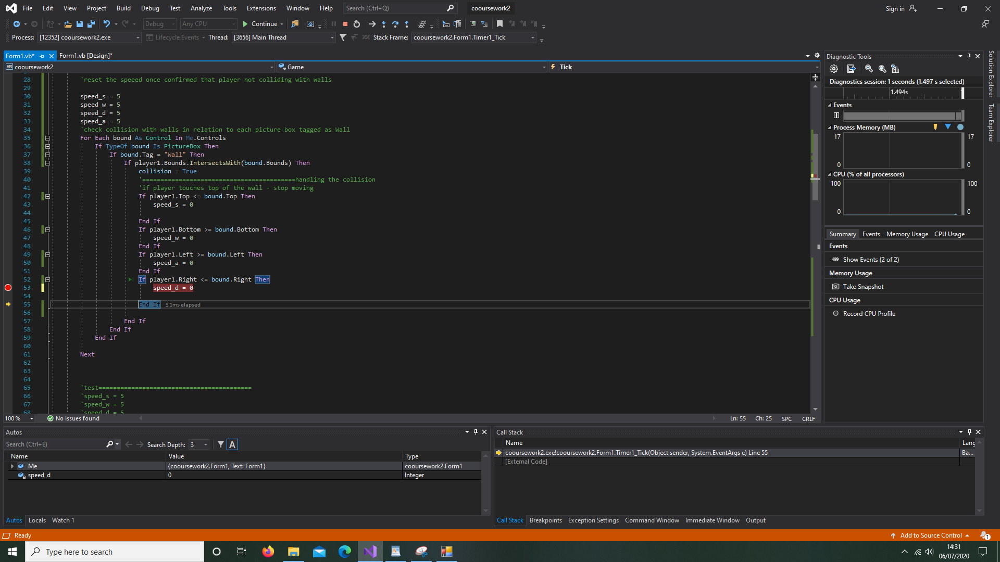 File Edit View Project Build Debug Test Analyze Tools Extensions Window Help Search (Ctrl+Q) cooursework2 Sign in
Debug Any CPU Continue
Process: [12352] cooursework2.exe Lifecycle Events Thread: [3656] Main Thread Stack Frame: cooursework2.Form1.Timer1_Tick
Form1.vb* Form1.vb [Design]*
VB cooursework2 Game Tick
28 'reset the speeed once confirmed that player not colliding with walls
29
30 speed_s = 5
31 speed_w = 5
32 speed_d = 5
33 speed_a = 5
34 'check collision with walls in relation to each picture box tagged as Wall
35 For Each bound As Control In Me.Controls
36 If TypeOf bound Is PictureBox Then
37 If bound.Tag = "Wall" Then
38 If player1.Bounds.IntersectsWith(bound.Bounds) Then
39 collision = True
40 '==========================================handling the collision
41 'if player touches top of the wall - stop moving
42 If player1.Top <= bound.Top Then
43 speed_s = 0
44
45 End If
46 If player1.Bottom >= bound.Bottom Then
47 speed_w = 0
48 End If
49 If player1.Left >= bound.Left Then
50 speed_a = 0
51 End If
52 If player1.Right <= bound.Right Then
53 speed_d = 0
54
55 End If ≤1ms elapsed
56
57 End If
58 End If
59 End If
60
61 Next
62
63
64
65 'test==========================================
66 'speed_s = 5
67 'speed_w = 5
68 'speed_d = 5
100 % No issues found Ln: 55 Ch: 25 SPC CRLF
Diagnostic Tools
Diagnostics session: 1 seconds (1.497 s selected)
1.494s
Events
Process Memory (MB)
17 17
0 0
CPU (% of all processors)
100 100
0 0
Summary Events Memory Usage CPU Usage
Events
Show Events (2 of 2)
Memory Usage
Take Snapshot
CPU Usage
Record CPU Profile
Solution Explorer
Team Explorer
Autos
Search (Ctrl+E) Search Depth: 3 A
Name Value Type
Me {cooursework2.Form1, Text: Form1} cooursework2.Form1
speed_d 0 Integer
Autos Locals Watch 1
Call Stack
Name Lang
cooursework2.exe!cooursework2.Form1.Timer1_Tick(Object sender, System.EventArgs e) Line 55 Ba...
[External Code]
Call Stack Breakpoints Exception Settings Command Window Immediate Window Output
Ready Add to Source Control 1
Type here to search
14:31
06/07/2020